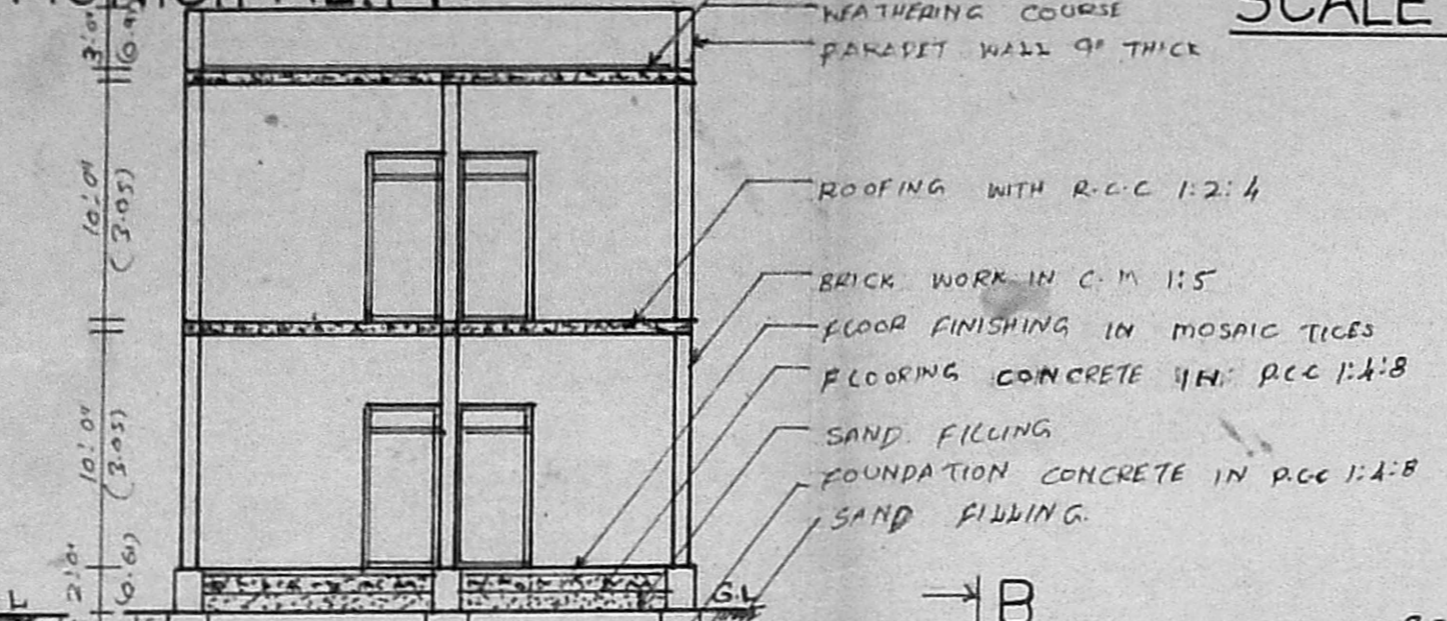 SCALE
WEATHERING COURSE
PARAPET WALL 9" THICK
3'.0"
10'.0"
(3.05)
ROOFING WITH R.C.C 1:2:4
BRICK WORK IN C.M 1:5
FLOOR FINISHING IN MOSAIC TICES
FLOORING CONCRETE IN P.C.C 1:4:8
10'.0"
(3.05)
SAND FILLING
FOUNDATION CONCRETE IN P.C.C 1:4:8
SAND FILLING.
2'.0"
(0.61)
G.L
B